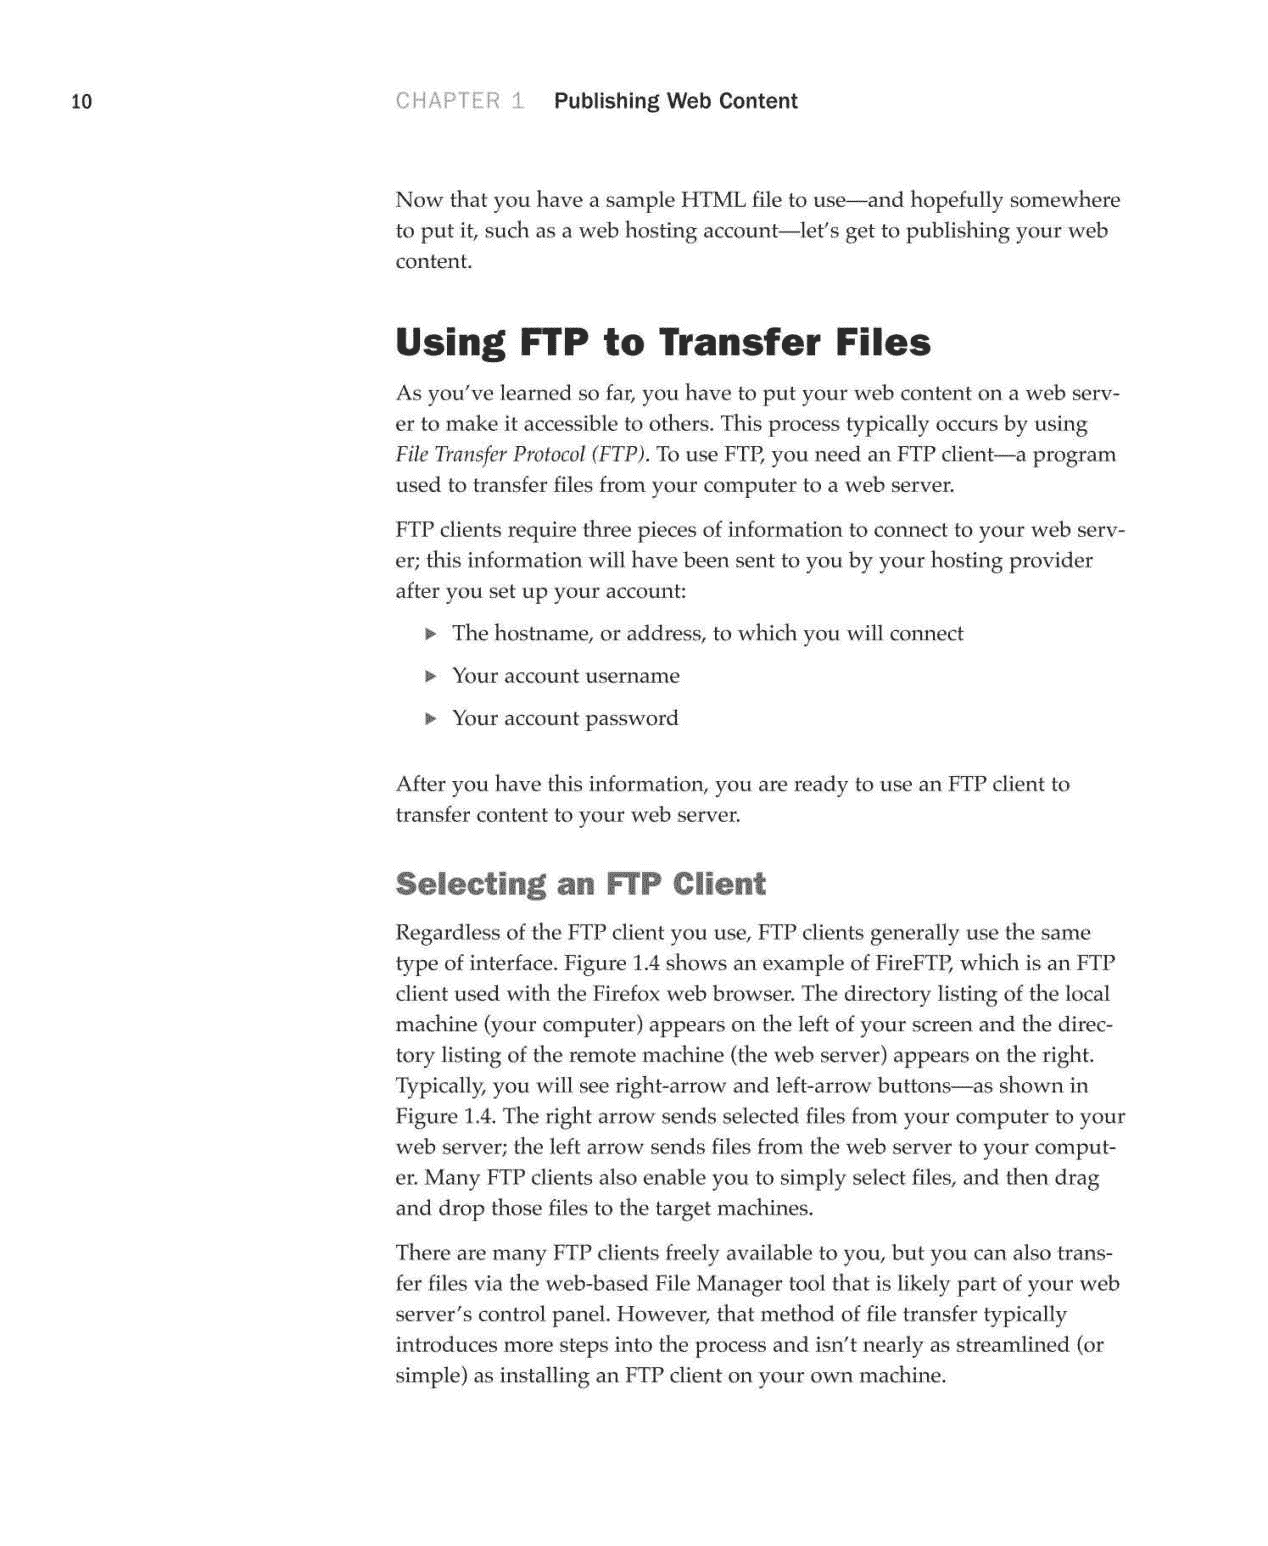 10
CHAPTER 1 Publishing Web Content
Now that you have a sample HTML file to use—and hopefully somewhere
to put it, such as a web hosting account—let's get to publishing your web
content.
Using FTP to Transfer Files
As you've learned so far, you have to put your web content on a web serv-
er to make it accessible to others. This process typically occurs by using
File Transfer Protocol (FTP). To use FTP, you need an FTP client—a program
used to transfer files from your computer to a web server.
FTP clients require three pieces of information to connect to your web serv-
er; this information will have been sent to you by your hosting provider
after you set up your account:
▶ The hostname, or address, to which you will connect
▶ Your account username
▶ Your account password
After you have this information, you are ready to use an FTP client to
transfer content to your web server.
Selecting an FTP Client
Regardless of the FTP client you use, FTP clients generally use the same
type of interface. Figure 1.4 shows an example of FireFTP, which is an FTP
client used with the Firefox web browser. The directory listing of the local
machine (your computer) appears on the left of your screen and the direc-
tory listing of the remote machine (the web server) appears on the right.
Typically, you will see right-arrow and left-arrow buttons—as shown in
Figure 1.4. The right arrow sends selected files from your computer to your
web server; the left arrow sends files from the web server to your comput-
er. Many FTP clients also enable you to simply select files, and then drag
and drop those files to the target machines.
There are many FTP clients freely available to you, but you can also trans-
fer files via the web-based File Manager tool that is likely part of your web
server's control panel. However, that method of file transfer typically
introduces more steps into the process and isn't nearly as streamlined (or
simple) as installing an FTP client on your own machine.